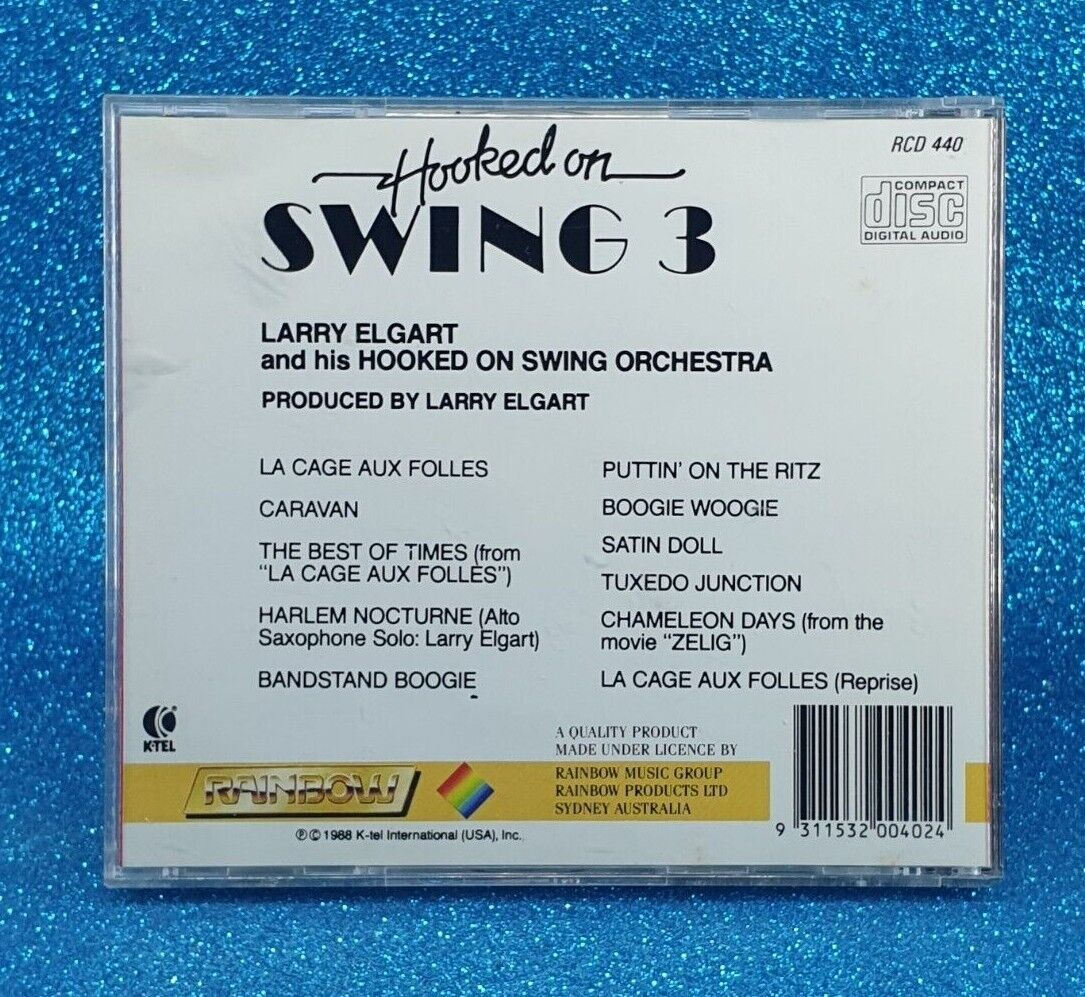 Hooked on
SWING 3
RCD 440
COMPACT
disc
DIGITAL AUDIO
LARRY ELGART
and his HOOKED ON SWING ORCHESTRA
PRODUCED BY LARRY ELGART
LA CAGE AUX FOLLES
CARAVAN
THE BEST OF TIMES (from
"LA CAGE AUX FOLLES")
HARLEM NOCTURNE (Alto
Saxophone Solo: Larry Elgart)
BANDSTAND BOOGIE
PUTTIN' ON THE RITZ
BOOGIE WOOGIE
SATIN DOLL
TUXEDO JUNCTION
CHAMELEON DAYS (from the
movie "ZELIG")
LA CAGE AUX FOLLES (Reprise)
K-TEL
RAINBOW
A QUALITY PRODUCT
MADE UNDER LICENCE BY
RAINBOW MUSIC GROUP
RAINBOW PRODUCTS LTD
SYDNEY AUSTRALIA
℗ © 1988 K-tel International (USA), Inc.
9 311532 004024